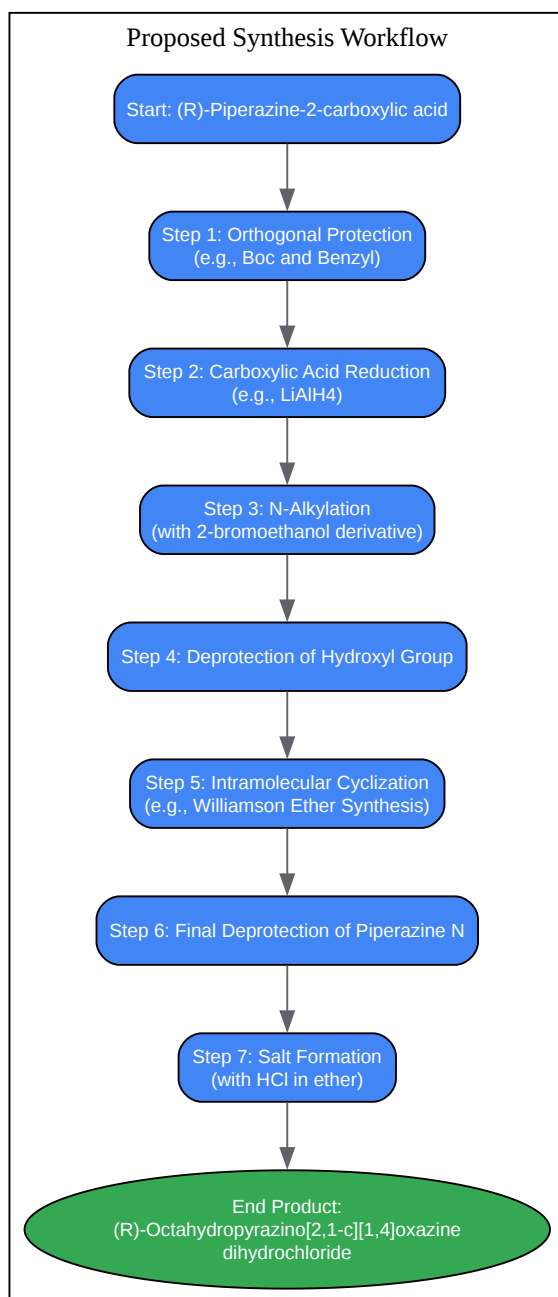 Proposed Synthesis Workflow
Start: (R)-Piperazine-2-carboxylic acid
Step 1: Orthogonal Protection
(e.g., Boc and Benzyl)
Step 2: Carboxylic Acid Reduction
(e.g., LiAlH4)
Step 3: N-Alkylation
(with 2-bromoethanol derivative)
Step 4: Deprotection of Hydroxyl Group
Step 5: Intramolecular Cyclization
(e.g., Williamson Ether Synthesis)
Step 6: Final Deprotection of Piperazine N
Step 7: Salt Formation
(with HCl in ether)
End Product:
(R)-Octahydropyrazino[2,1-c][1,4]oxazine
dihydrochloride